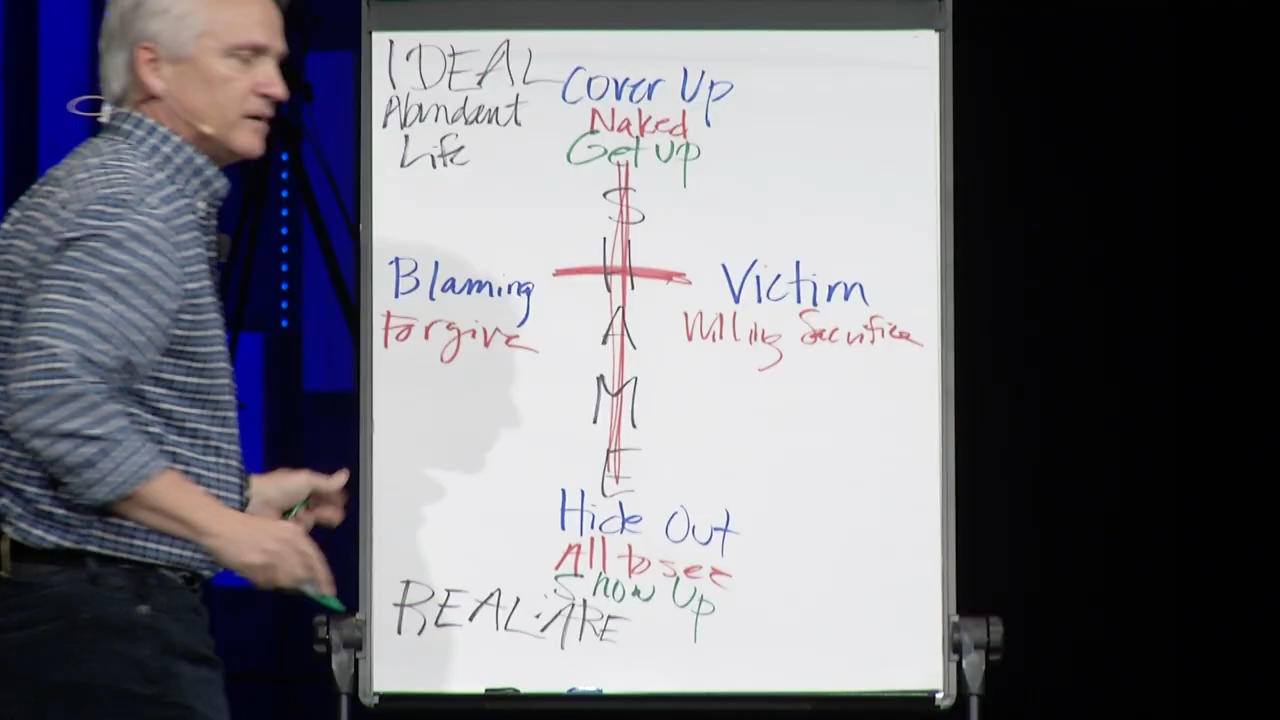 IDEAL
Abundant
Life
Cover Up
Naked
Get up
S
H
A
M
E
Blaming
Forgive
Victim
Willing Sacrifice
Hide Out
All to see
Show Up
REAL:ARE